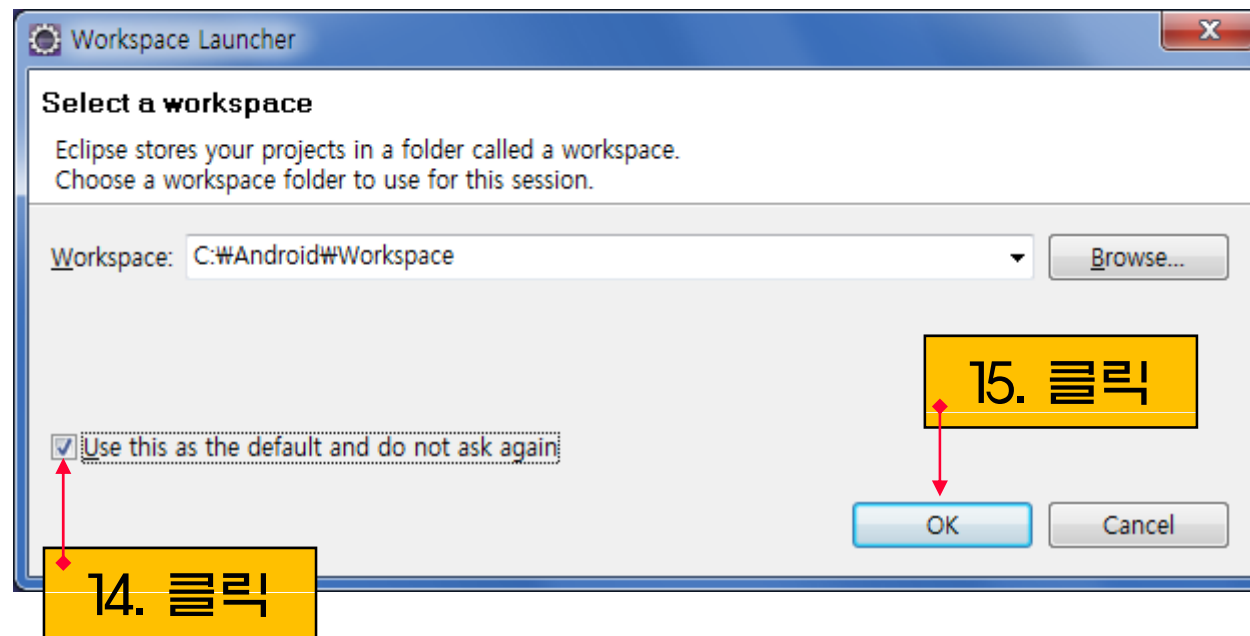 Workspace Launcher
Select a workspace
Eclipse stores your projects in a folder called a workspace.
Choose a workspace folder to use for this session.
Workspace: C:₩Android₩Workspace Browse...
15. 클릭
Use this as the default and do not ask again
OK Cancel
14. 클릭